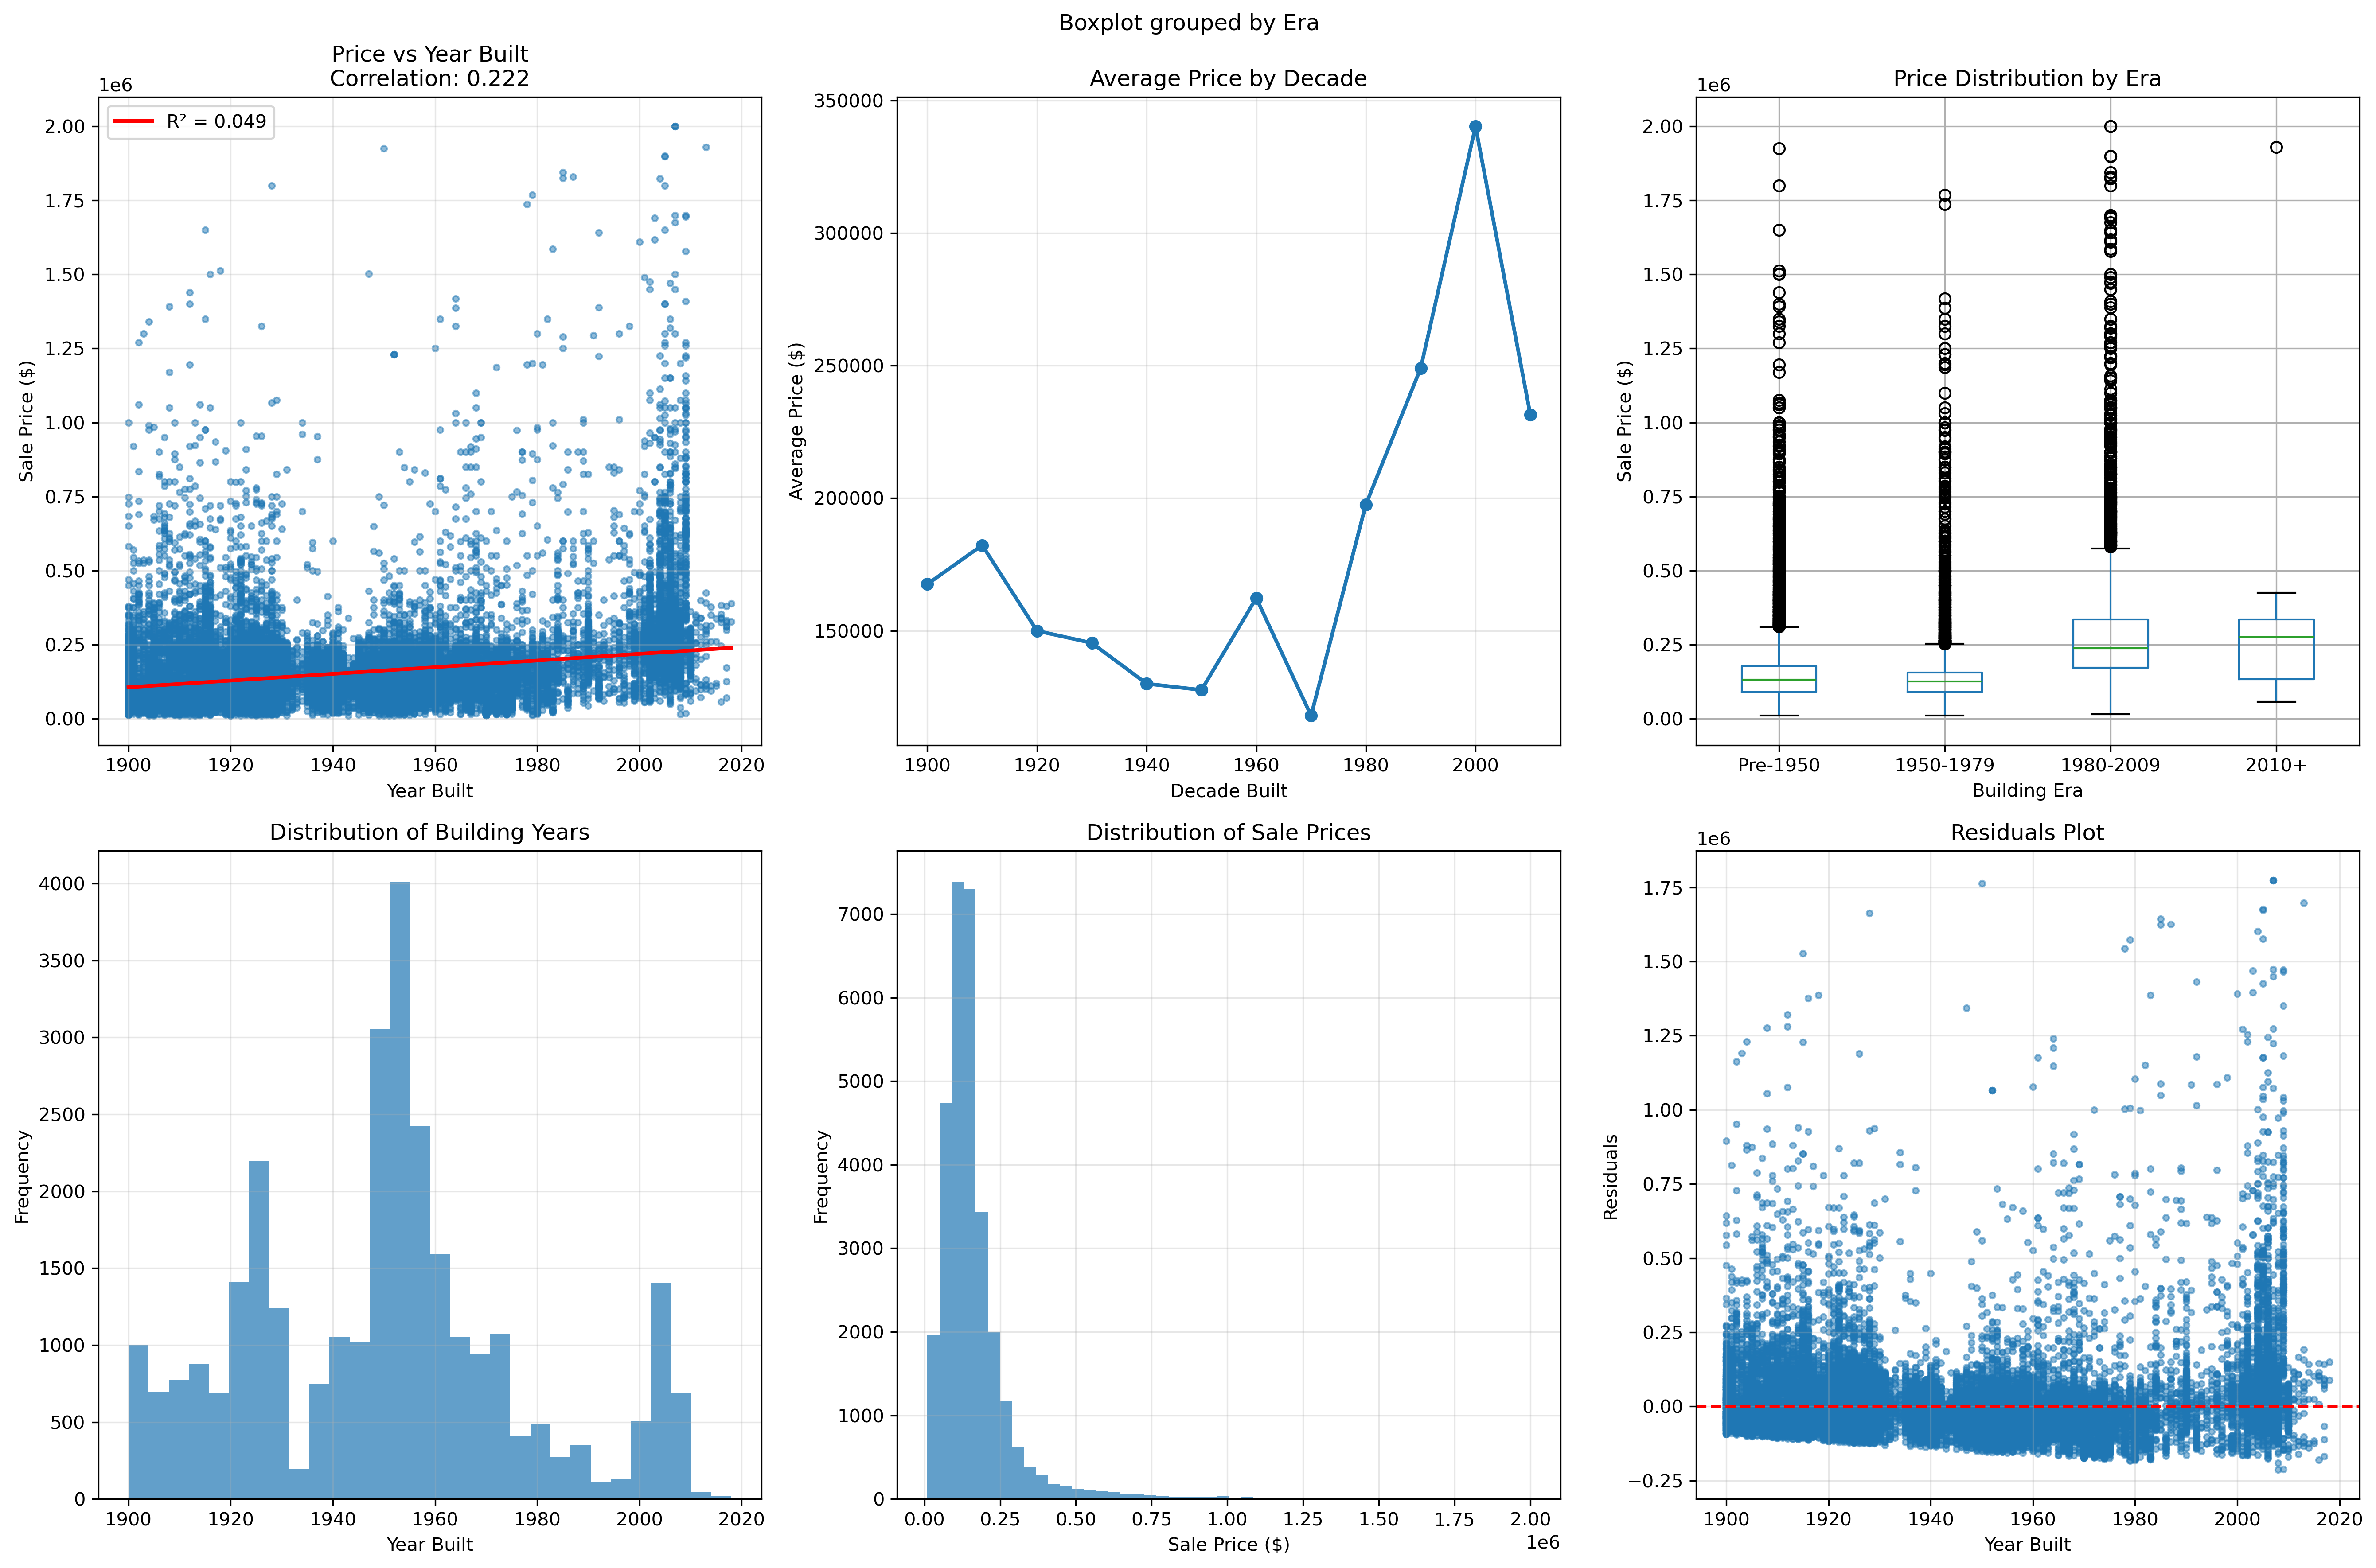 Boxplot grouped by Era
Price vs Year Built
Correlation: 0.222
1e6
R² = 0.049
2.00
1.75
1.50
1.25
1.00
0.75
0.50
0.25
0.00
Sale Price ($)
1900 1920 1940 1960 1980 2000 2020
Year Built
Average Price by Decade
350000
300000
250000
200000
150000
Average Price ($)
1900 1920 1940 1960 1980 2000
Decade Built
Price Distribution by Era
1e6
2.00
1.75
1.50
1.25
1.00
0.75
0.50
0.25
0.00
Sale Price ($)
Pre-1950 1950-1979 1980-2009 2010+
Building Era
Distribution of Building Years
4000
3500
3000
2500
2000
1500
1000
500
0
Frequency
1900 1920 1940 1960 1980 2000 2020
Year Built
Distribution of Sale Prices
7000
6000
5000
4000
3000
2000
1000
0
Frequency
0.00 0.25 0.50 0.75 1.00 1.25 1.50 1.75 2.00
1e6
Sale Price ($)
Residuals Plot
1e6
1.75
1.50
1.25
1.00
0.75
0.50
0.25
0.00
−0.25
Residuals
1900 1920 1940 1960 1980 2000 2020
Year Built